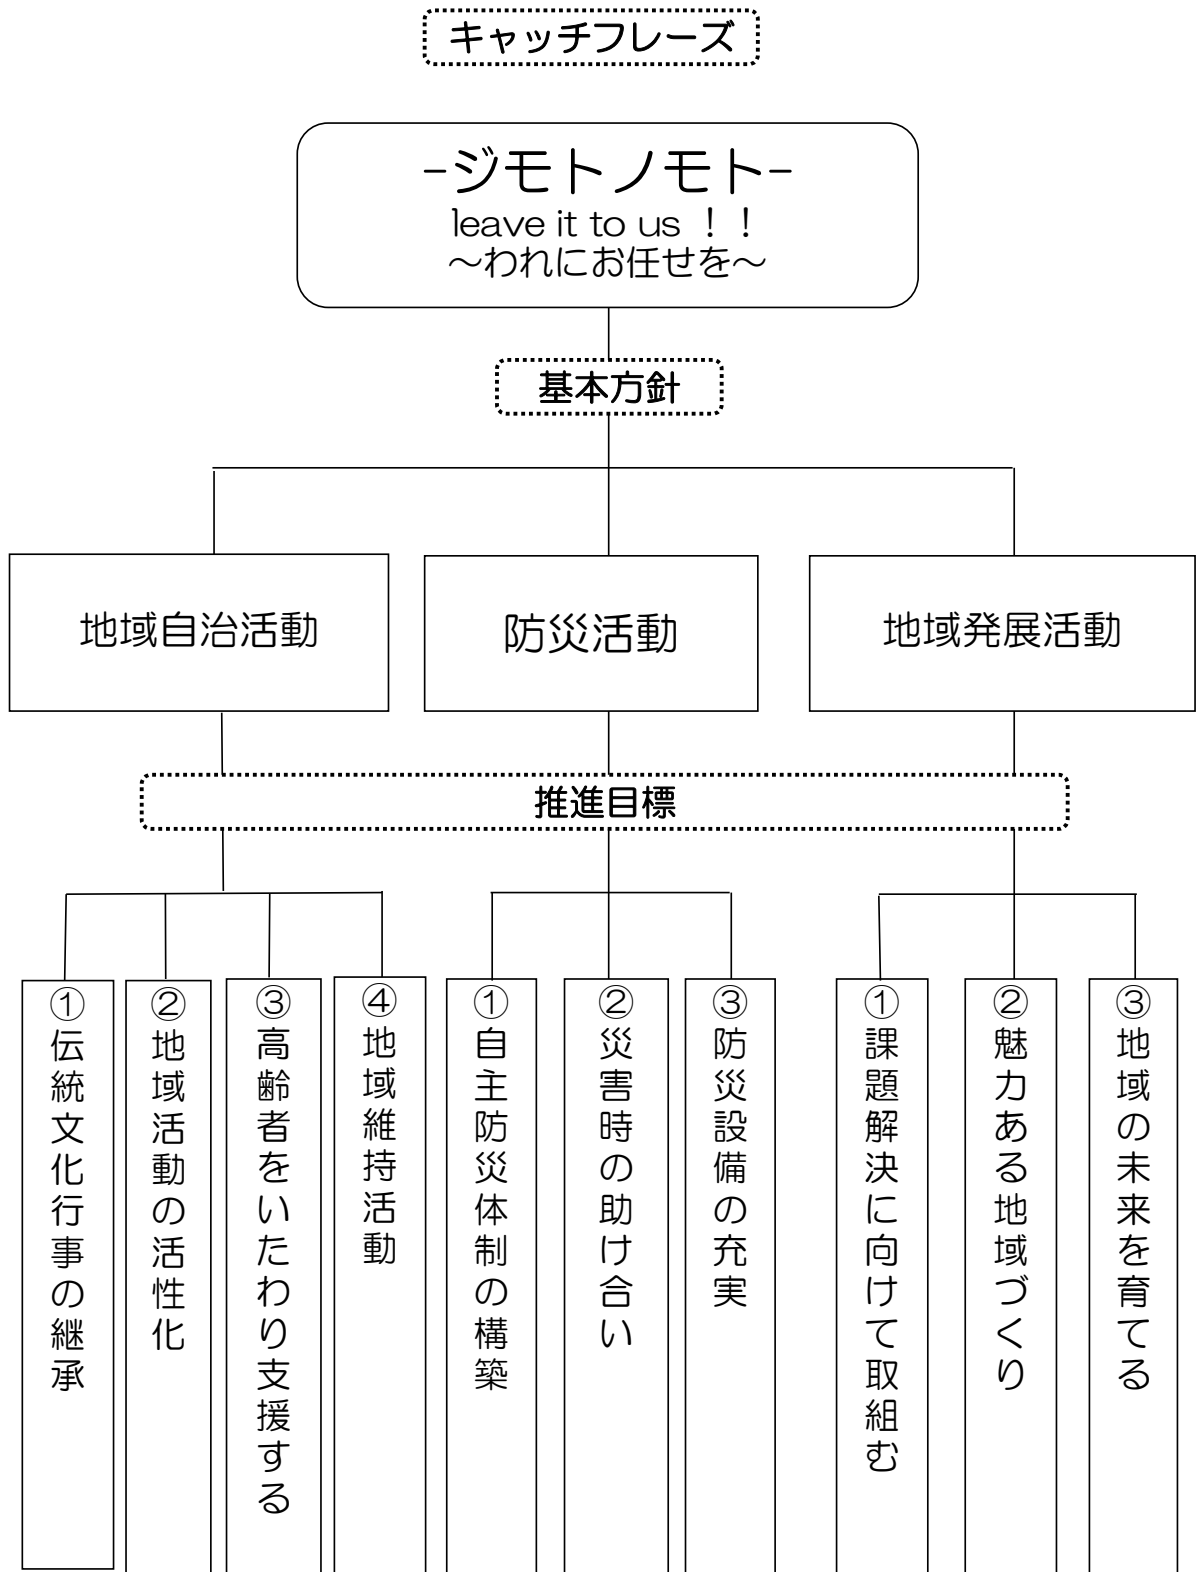 キャッチフレーズ
-ジモトノモト-
leave it to us ！！
～われにお任せを～
基本方針
地域自治活動
防災活動
地域発展活動
推進目標
①伝統文化行事の継承
②地域活動の活性化
③高齢者をいたわり支援する
④地域維持活動
①自主防災体制の構築
②災害時の助け合い
③防災設備の充実
①課題解決に向けて取組む
②魅力ある地域づくり
③地域の未来を育てる